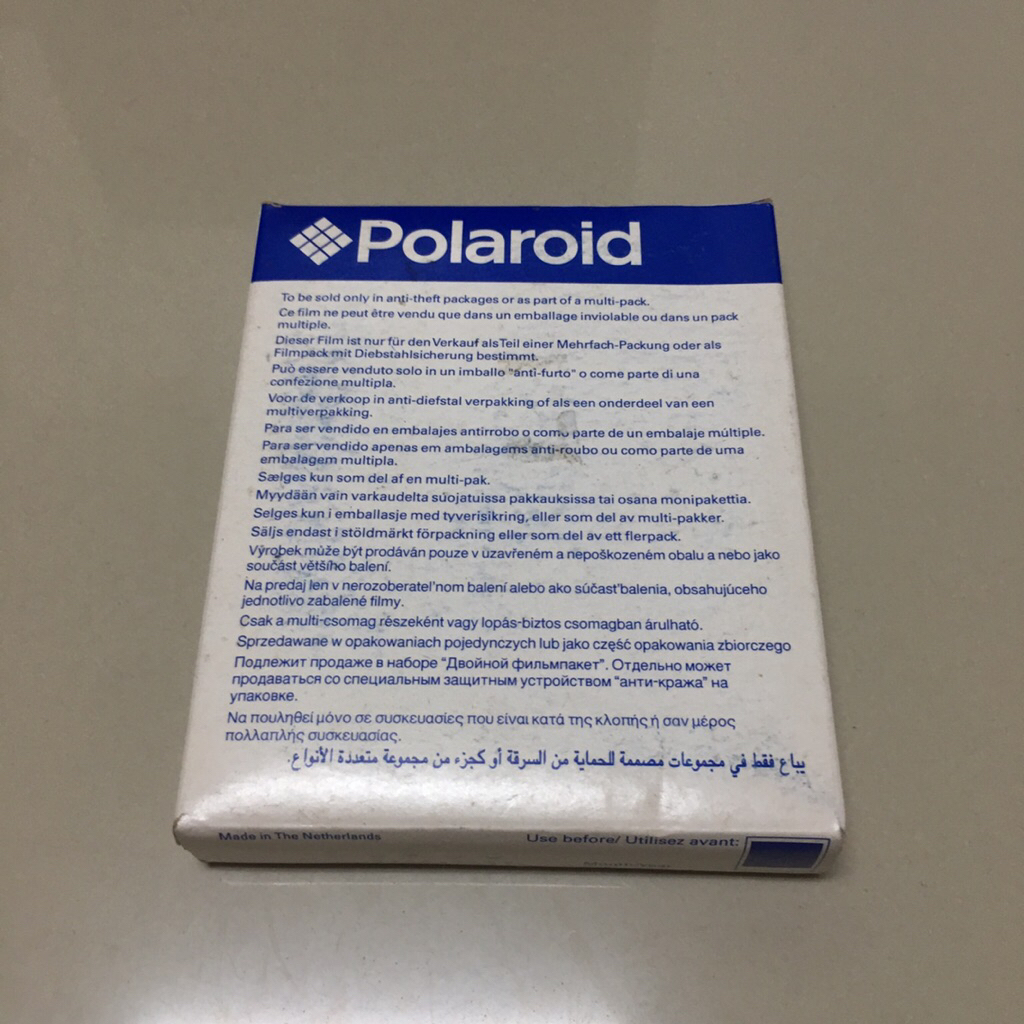 Polaroid
To be sold only in anti-theft packages or as part of a multi-pack.
Ce film ne peut être vendu que dans un emballage inviolable ou dans un pack
multiple.
Dieser Film ist nur für den Verkauf als Teil einer Mehrfach-Packung oder als
Filmpack mit Diebstahlsicherung bestimmt.
Può essere venduto solo in un imballo "anti-furto" o come parte di una
confezione multipla.
Voor de verkoop in anti-diefstal verpakking of als een onderdeel van een
multiverpakking.
Para ser vendido en embalajes antirrobo o como parte de un embalaje múltiple.
Para ser vendido apenas em ambalagems anti-roubo ou como parte de uma
embalagem multipla.
Sælges kun som del af en multi-pak.
Myydään vain varkaudelta suojatuissa pakkauksissa tai osana monipakettia.
Selges kun i emballasje med tyverisikring, eller som del av multi-pakker.
Säljs endast i stöldmärkt förpackning eller som del av ett flerpack.
Výrobek může být prodáván pouze v uzavřeném a nepoškozeném obalu a nebo jako
součást většího balení.
Na predaj len v nerozoberateľnom balení alebo ako súčasť balenia, obsahujúceho
jednotlivo zabalené filmy.
Csak a multi-csomag részeként vagy lopás-biztos csomagban árulható.
Sprzedawane w opakowaniach pojedynczych lub jako część opakowania zbiorczego
Подлежит продаже в наборе "Двойной фильмпакет". Отдельно может
продаваться со специальным защитным устройством "анти-кража" на
упаковке.
Να πουληθεί μόνο σε συσκευασίες που είναι κατά της κλοπής ή σαν μέρος
πολλαπλής συσκευασίας.
يباع فقط في مجموعات مصممة للحماية من السرقة أو كجزء من مجموعة متعددة الأنواع.
Made in The Netherlands
Use before/ Utilisez avant: